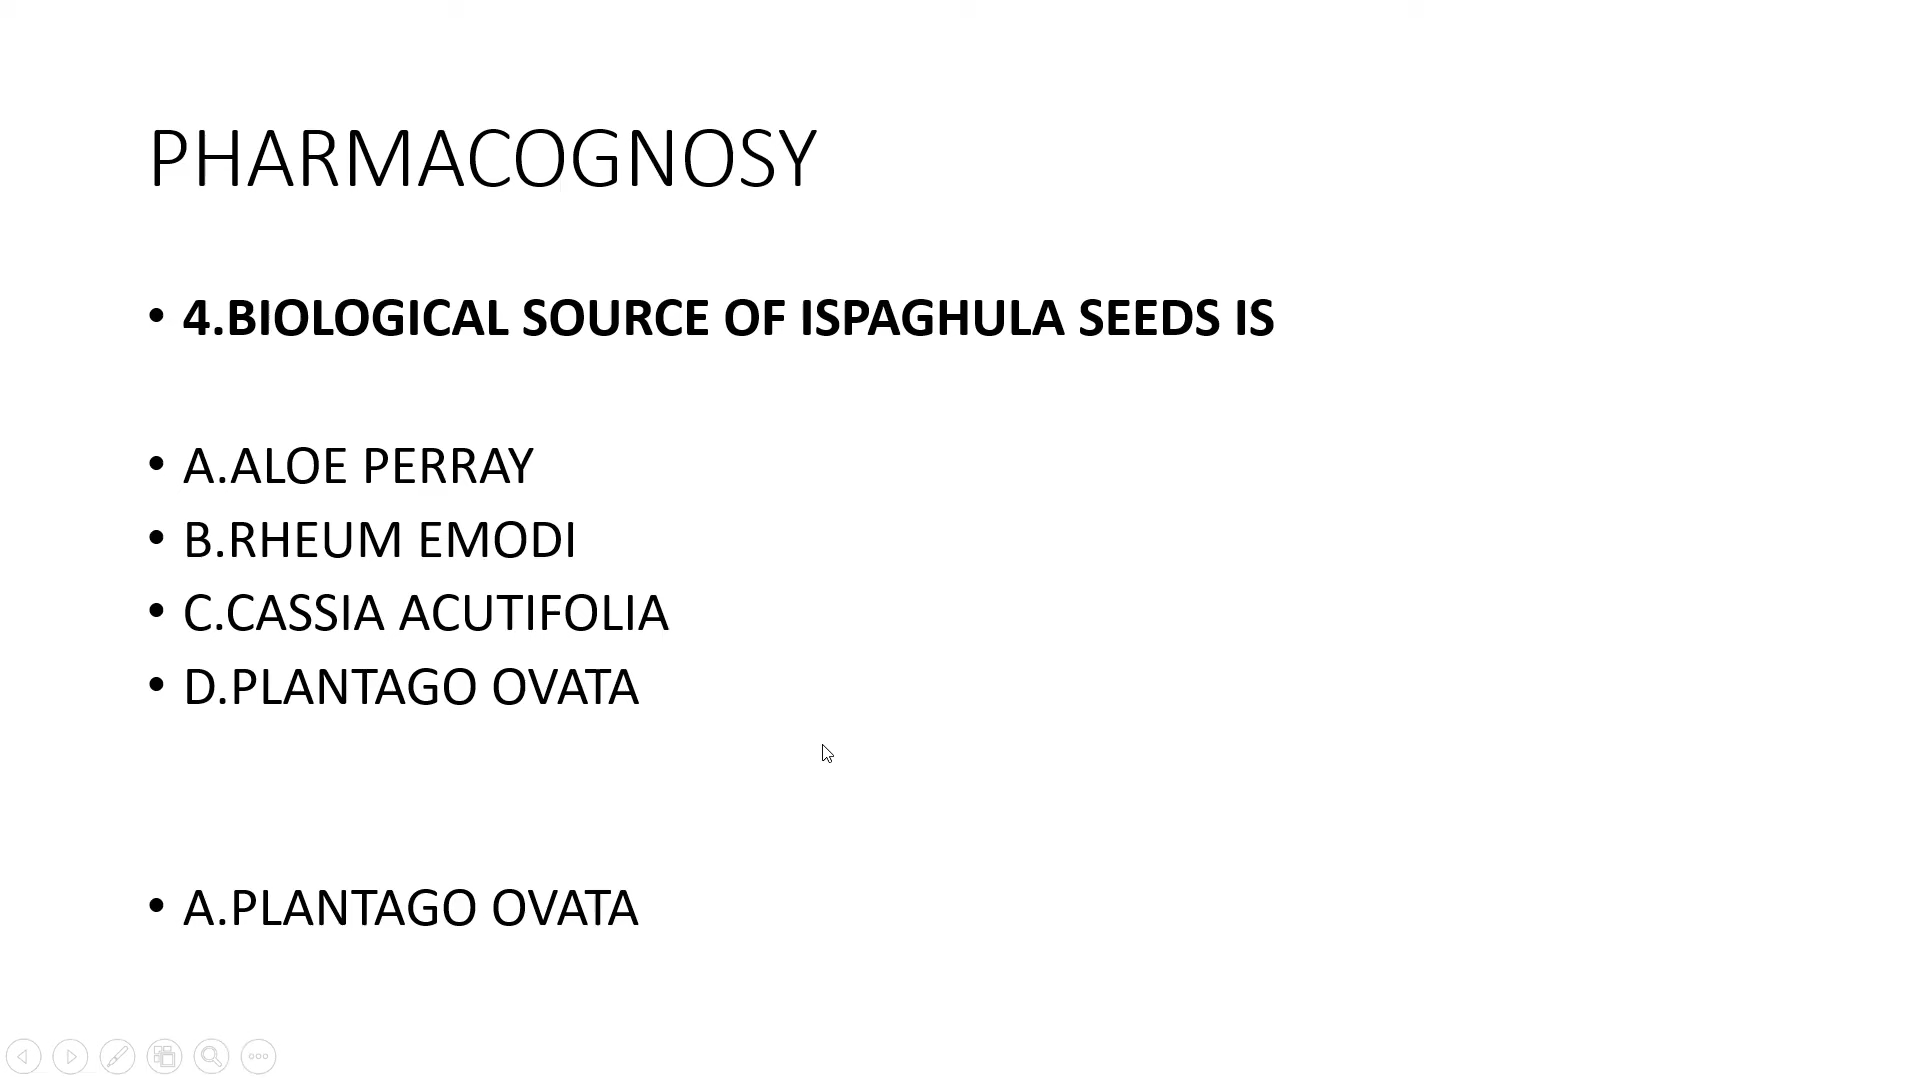 PHARMACOGNOSY
• 4.BIOLOGICAL SOURCE OF ISPAGHULA SEEDS IS
• A.ALOE PERRAY
• B.RHEUM EMODI
• C.CASSIA ACUTIFOLIA
• D.PLANTAGO OVATA
• A.PLANTAGO OVATA